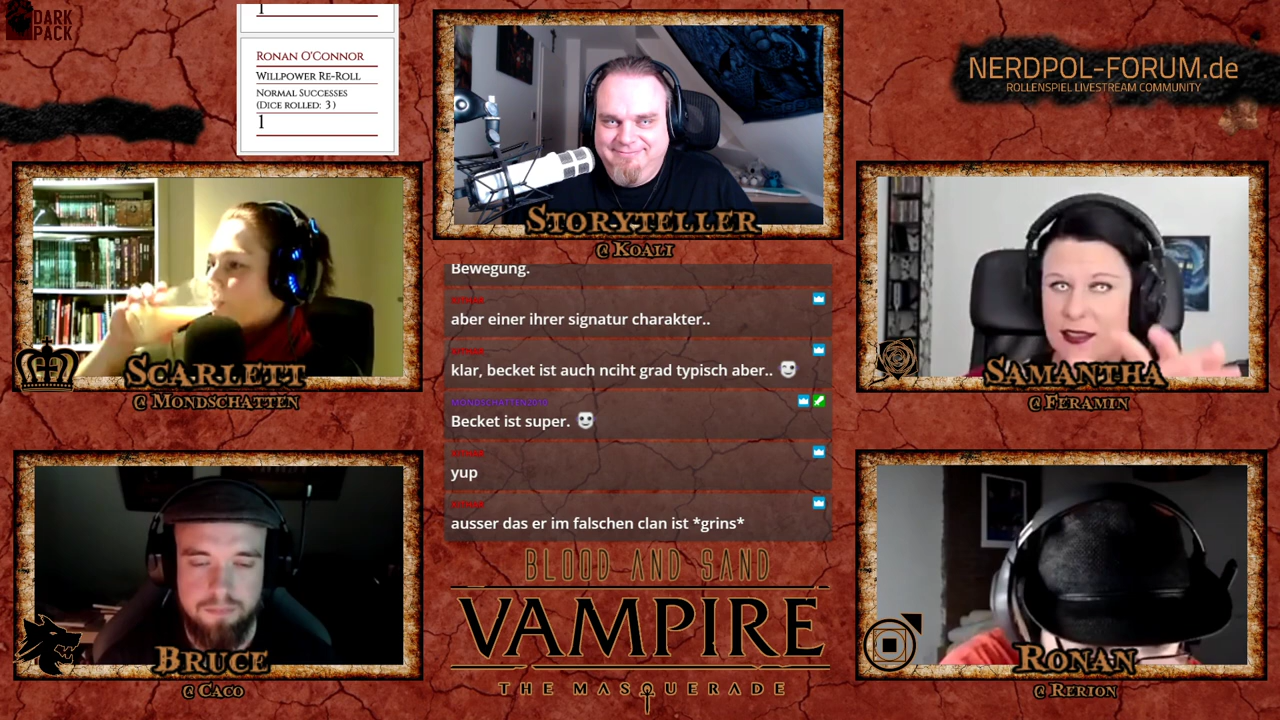 DARK
PACK
1
Ronan O'Connor
Willpower Re-Roll
Normal Successes
(Dice rolled: 3)
1
NERDPOL-FORUM.de
ROLLENSPIEL LIVESTREAM COMMUNITY
Storyteller
@ Koali
Scarlett
@ Mondschatten
Samantha
@ Feramin
Bewegung.
aber einer ihrer signatur charakter..
klar, becket ist auch nciht grad typisch aber..
MONDSCHATTEN2010
Becket ist super.
yup
ausser das er im falschen clan ist *grins*
Bruce
@ Caco
Ronan
@ Rerion
BLOOD AND SAND
VAMPIRE
THE MASQUERADE